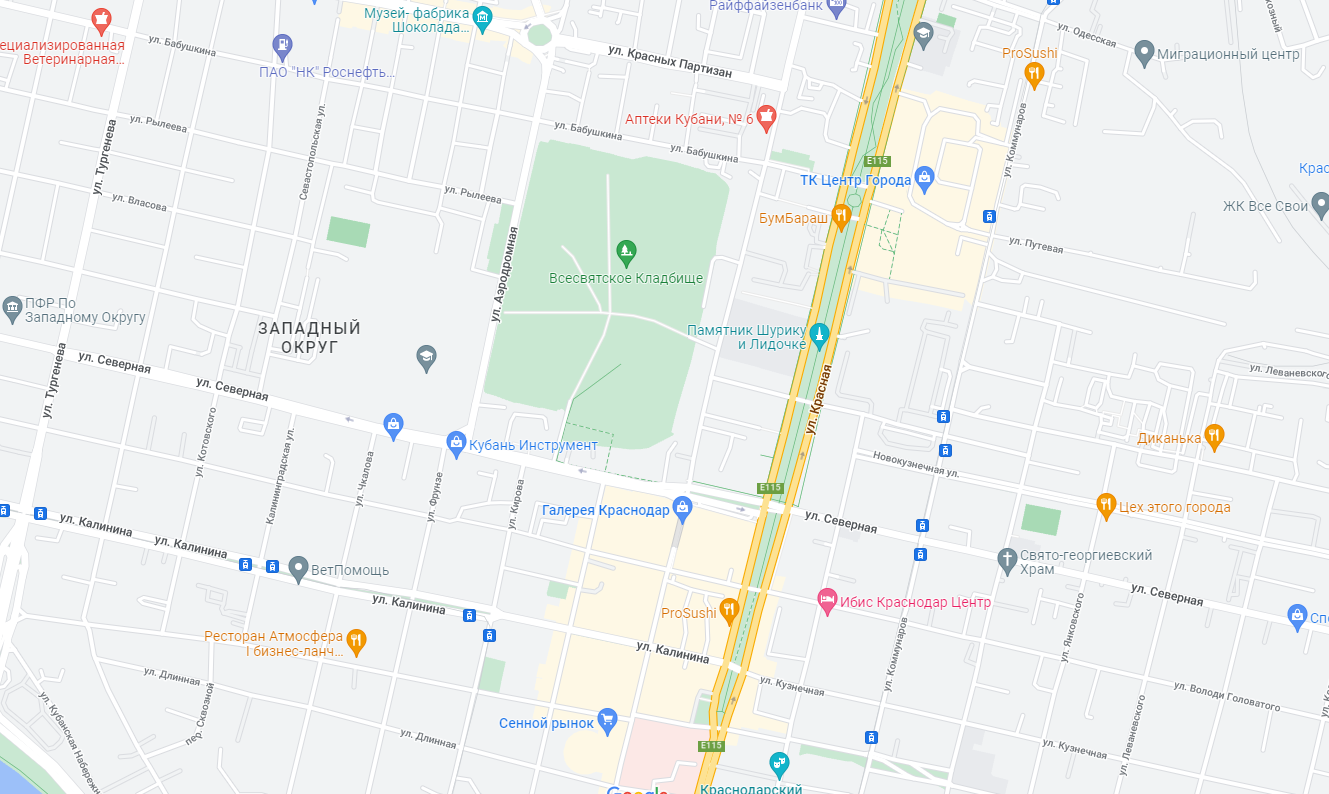 Музей- фабрика
Шоколада...
Райффайзенбанк
ул. Одесская
ул. Бабушкина
ециализированная
Ветеринарная...
ПАО "НК" Роснефть...
ул. Красных Партизан
ProSushi
Миграционный центр
ул. Рылеева
ул. Тургенева
Севастопольская ул.
Аптеки Кубани, № 6
ул. Бабушкина
ул. Бабушкина
E115
ул. Коммунаров
ТК Центр Города
Крас
ул. Власова
ул. Рылеева
БумБараш
ЖК Все Свои
ул. Путевая
ул. Аэродромная
Всесвятское Кладбище
ПФР По
Западному Округу
ЗАПАДНЫЙ
ОКРУГ
Памятник Шурику
и Лидочке
ул. Северная
ул. Северная
ул. Тургенева
ул. Красная
ул. Леваневского
ул. Котовского
Калининградская ул.
ул. Чкалова
ул. Фрунзе
ул. Кирова
Кубань Инструмент
Диканька
Новокузнечная ул.
E115
Галерея Краснодар
ул. Северная
Цех этого города
ул. Калинина
ул. Калинина
ВетПомощь
Свято-георгиевский
Храм
ул. Калинина
ProSushi
Ибис Краснодар Центр
ул. Северная
Спо
Ресторан Атмосфера
I бизнес-ланч...
ул. Калинина
ул. Коммунаров
ул. Янковского
ул. Длинная
ул. Кузнечная
ул. Володи Головатого
пер. Сквозной
ул. Кубанская Набережн
Сенной рынок
ул. Длинная
E115
ул. Кузнечная
ул. Леваневского
Краснодарский
Google